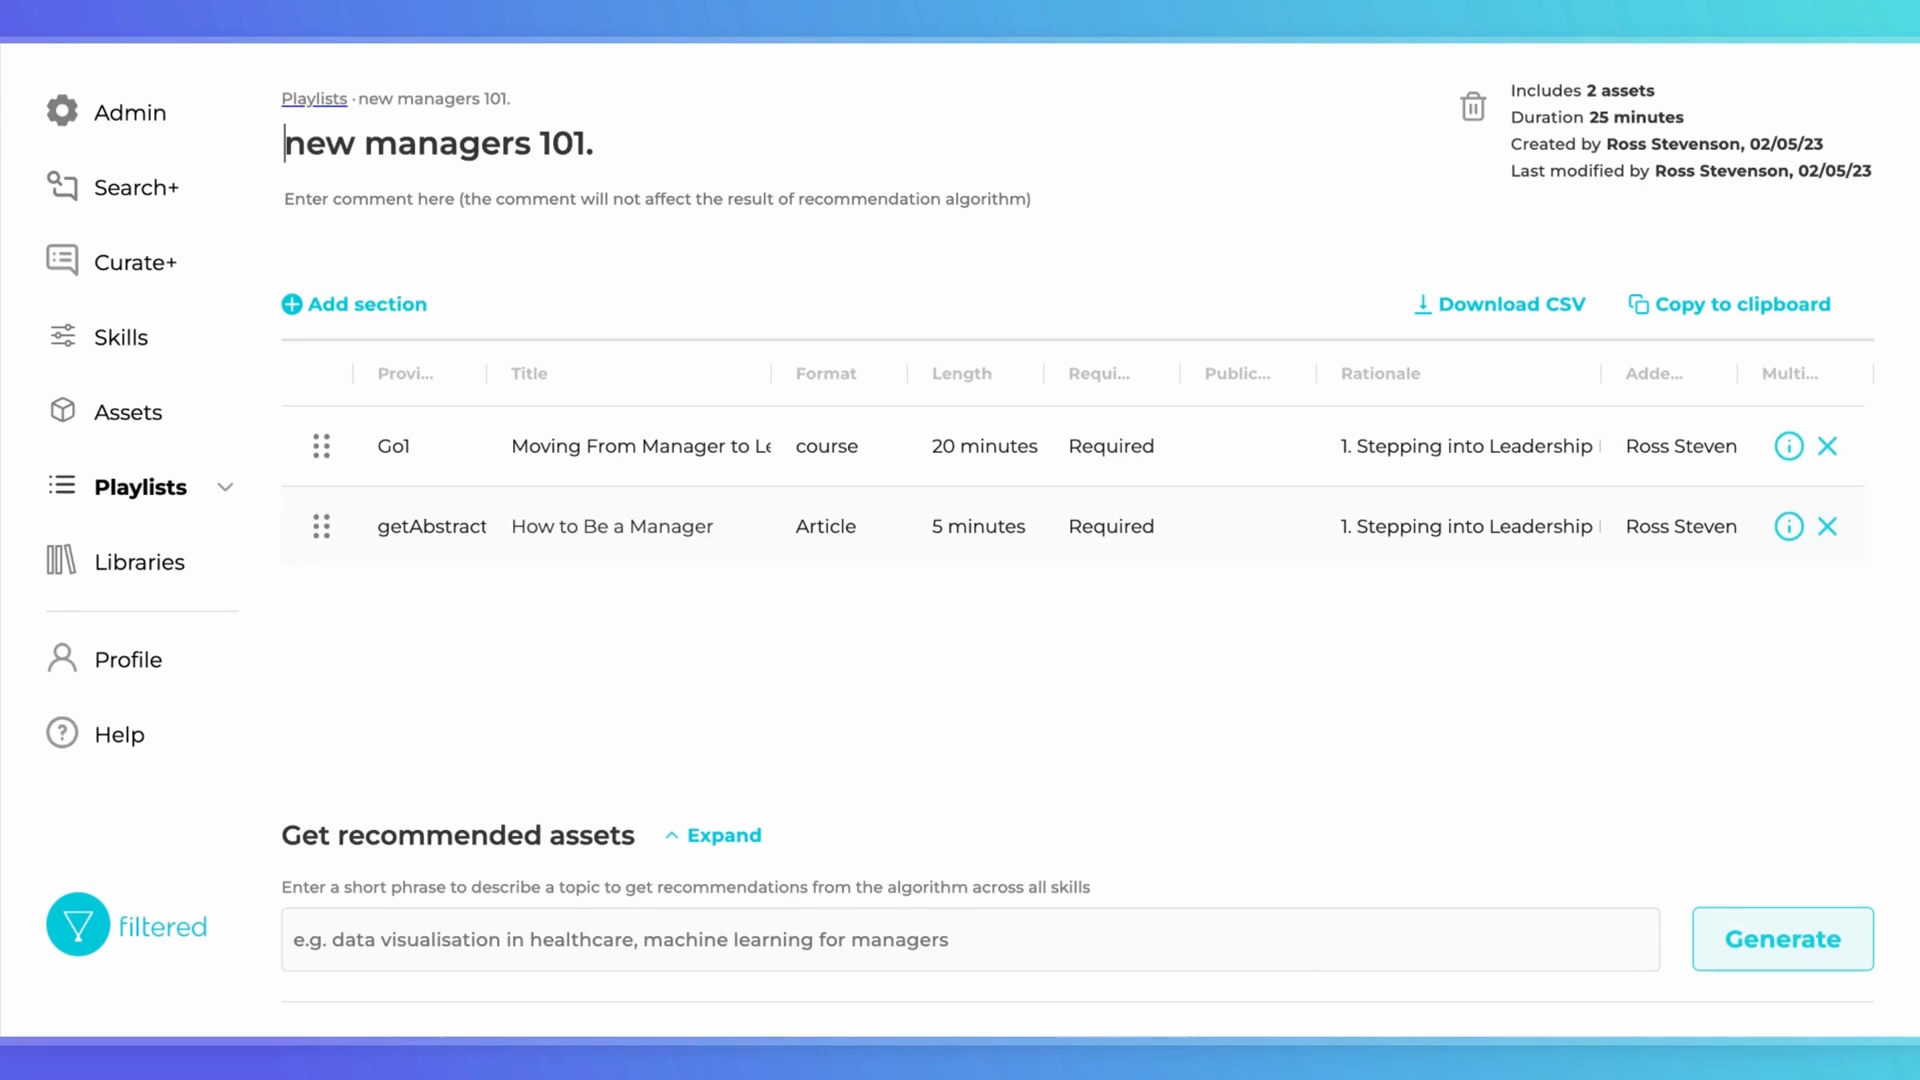 Admin
Search+
Curate+
Skills
Assets
Playlists
Libraries
Profile
Help
filtered
Playlists · new managers 101.
new managers 101.
Enter comment here (the comment will not affect the result of recommendation algorithm)
Includes 2 assets
Duration 25 minutes
Created by Ross Stevenson, 02/05/23
Last modified by Ross Stevenson, 02/05/23
Add section
Download CSV
Copy to clipboard
Provi... Title Format Length Requi... Public... Rationale Adde... Multi...
Go1 Moving From Manager to Le course 20 minutes Required 1. Stepping into Leadership Ross Steven
getAbstract How to Be a Manager Article 5 minutes Required 1. Stepping into Leadership Ross Steven
Get recommended assets Expand
Enter a short phrase to describe a topic to get recommendations from the algorithm across all skills
e.g. data visualisation in healthcare, machine learning for managers
Generate